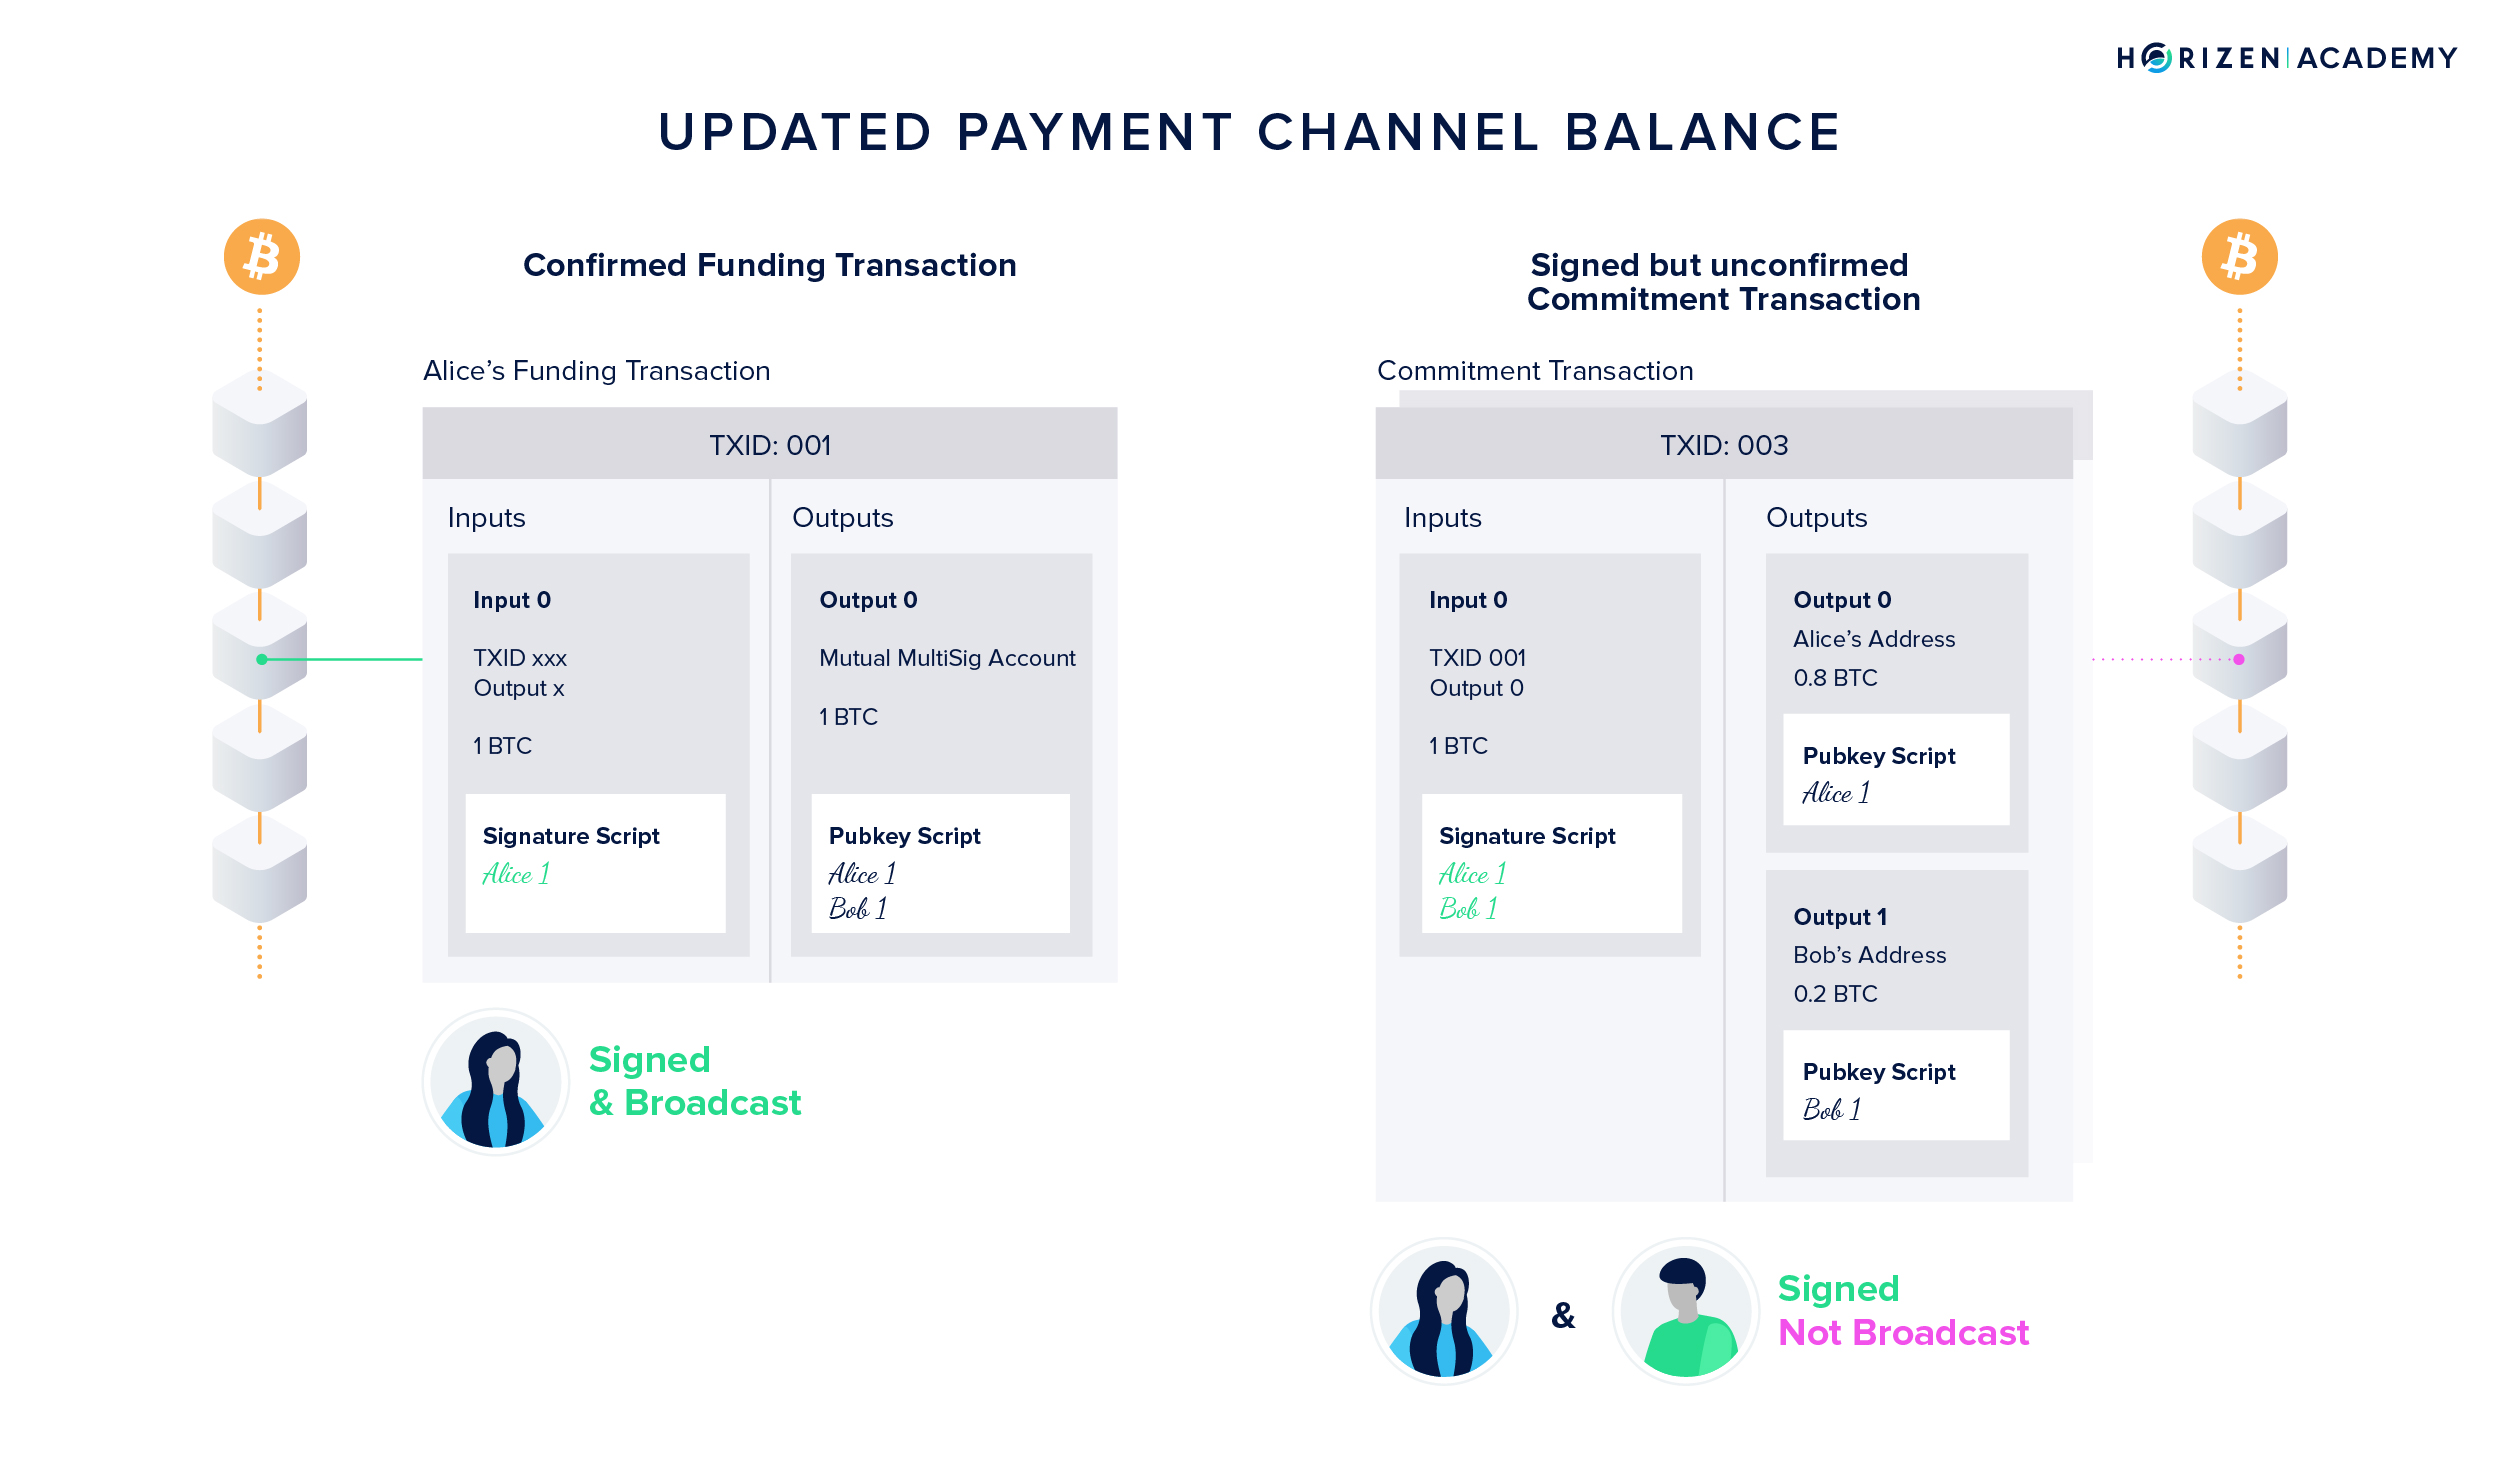 HORIZEN|ACADEMY
UPDATED PAYMENT CHANNEL BALANCE
Confirmed Funding Transaction
Alice’s Funding Transaction
TXID: 001
Inputs
Input 0
TXID xxx
Output x
1 BTC
Signature Script
Alice 1
Outputs
Output 0
Mutual MultiSig Account
1 BTC
Pubkey Script
Alice 1
Bob 1
Signed
& Broadcast
Signed but unconfirmed
Commitment Transaction
Commitment Transaction
TXID: 003
Inputs
Input 0
TXID 001
Output 0
1 BTC
Signature Script
Alice 1
Bob 1
Outputs
Output 0
Alice’s Address
0.8 BTC
Pubkey Script
Alice 1
Output 1
Bob’s Address
0.2 BTC
Pubkey Script
Bob 1
&
Signed
Not Broadcast